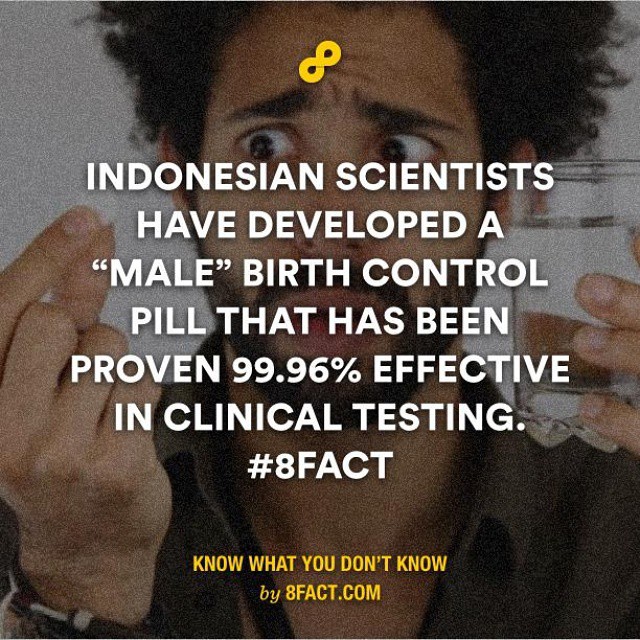 INDONESIAN SCIENTISTS
HAVE DEVELOPED A
“MALE” BIRTH CONTROL
PILL THAT HAS BEEN
PROVEN 99.96% EFFECTIVE
IN CLINICAL TESTING.
#8FACT
KNOW WHAT YOU DON’T KNOW
by 8FACT.COM